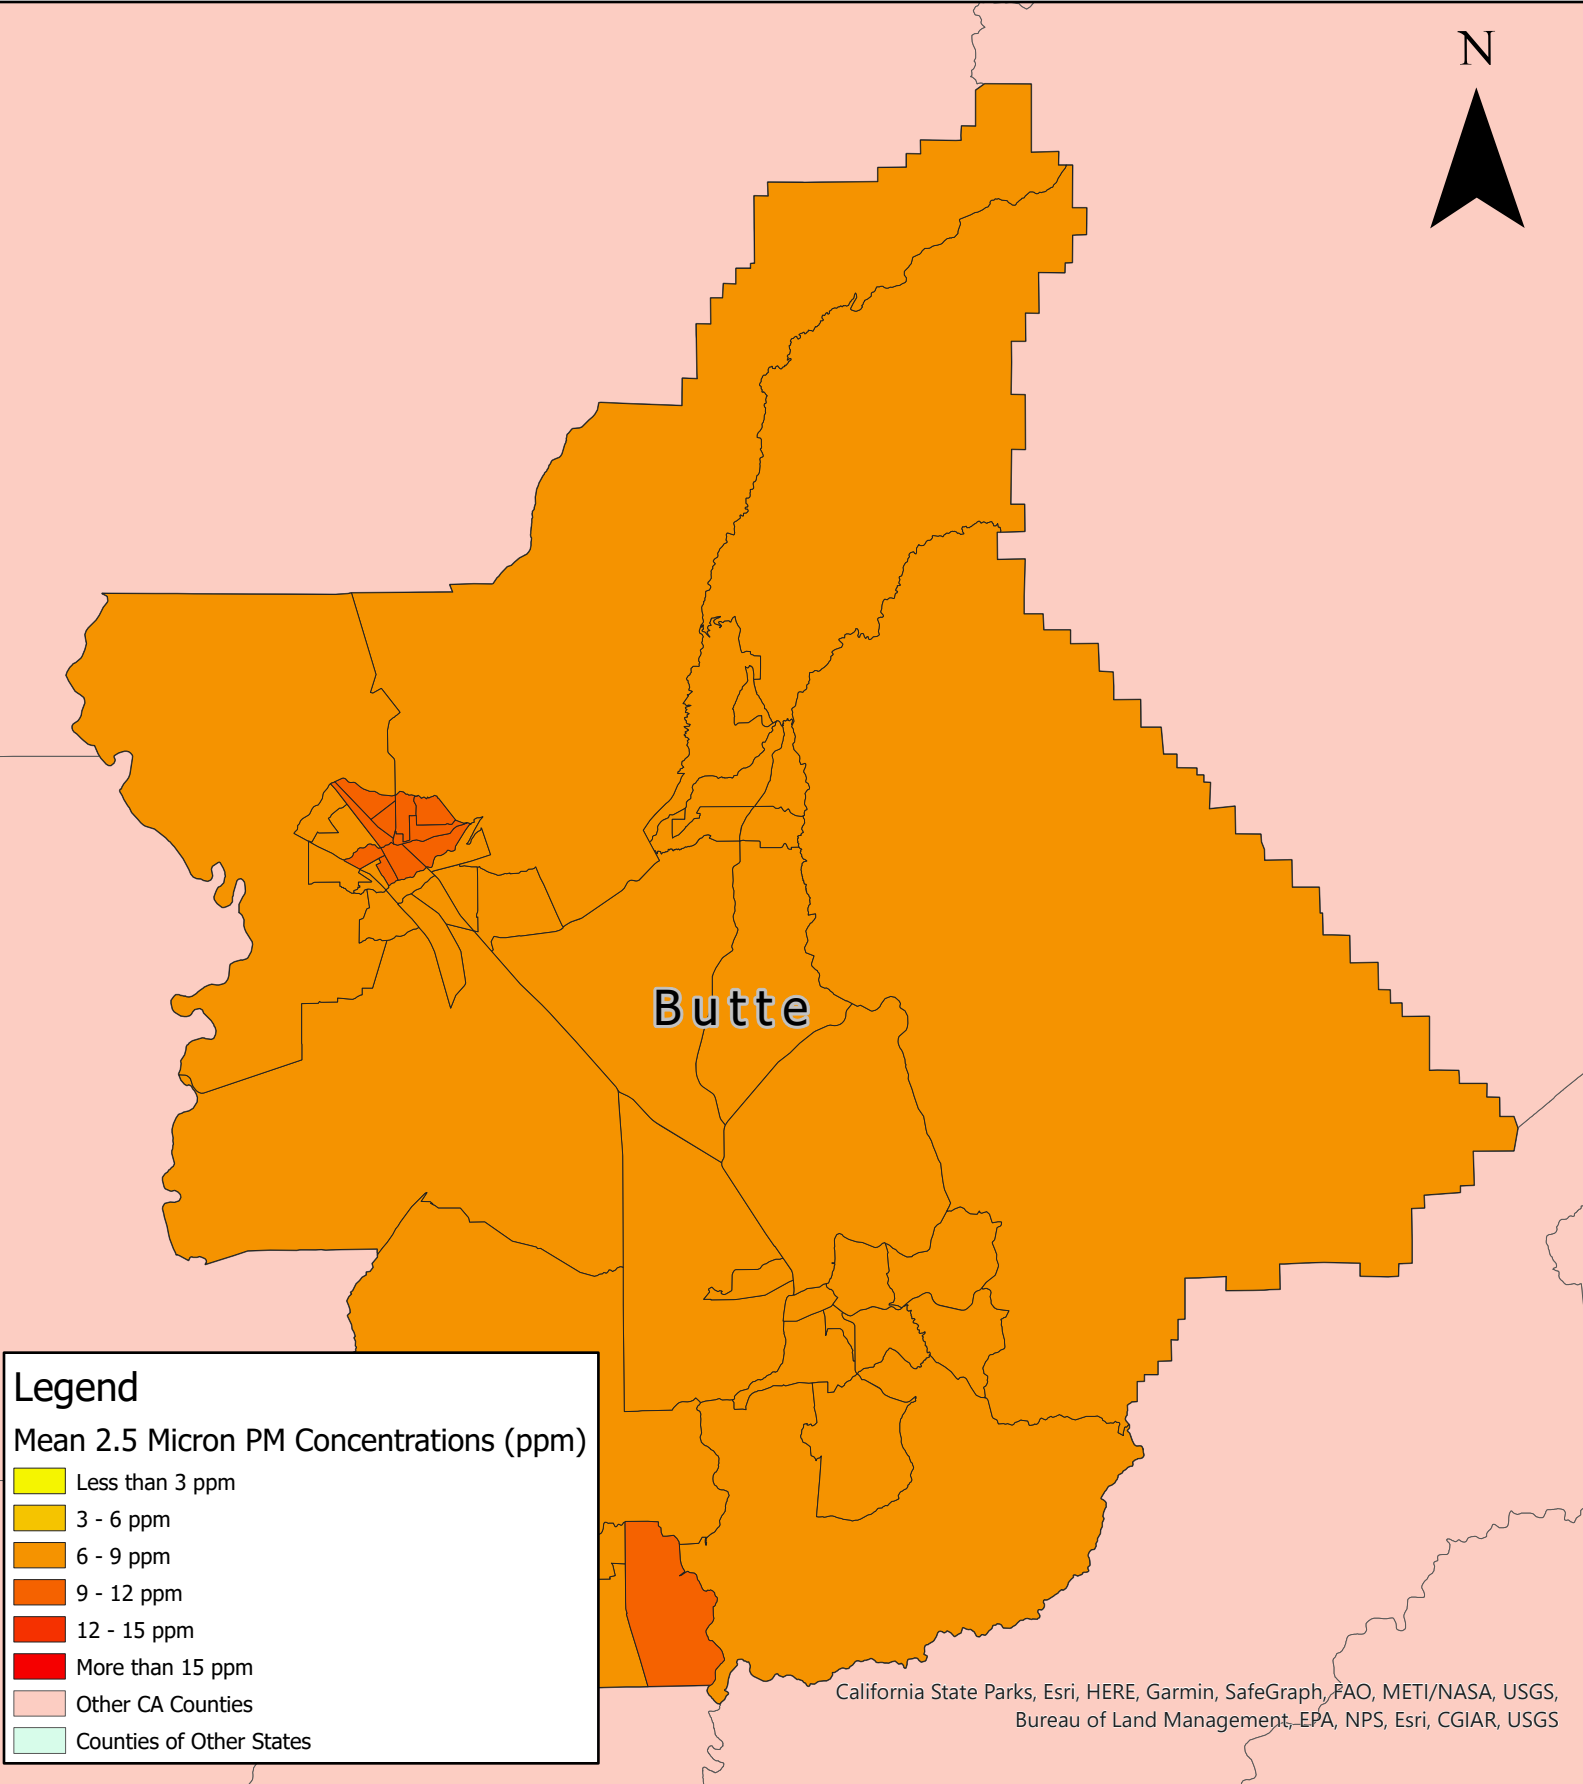 N
Butte
Legend
Mean 2.5 Micron PM Concentrations (ppm)
Less than 3 ppm
3 - 6 ppm
6 - 9 ppm
9 - 12 ppm
12 - 15 ppm
More than 15 ppm
Other CA Counties
Counties of Other States
California State Parks, Esri, HERE, Garmin, SafeGraph, FAO, METI/NASA, USGS,
Bureau of Land Management, EPA, NPS, Esri, CGIAR, USGS